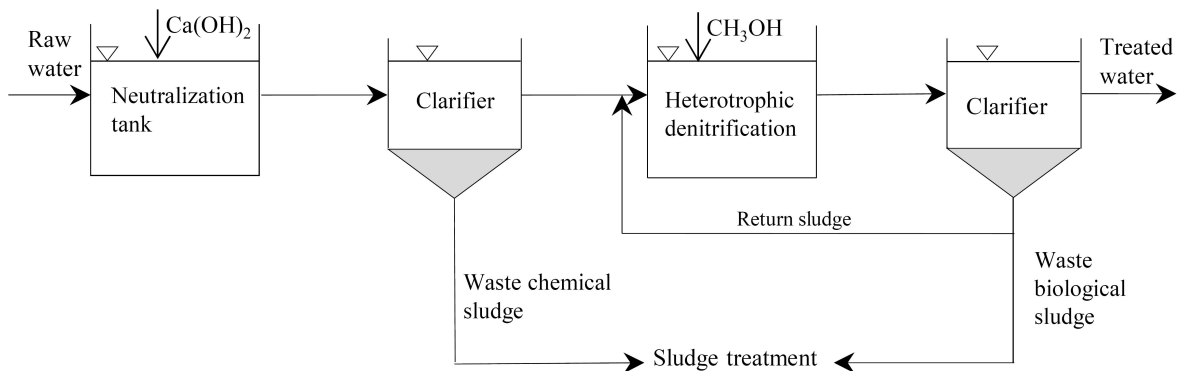 Raw
water
Ca(OH)₂
Neutralization
tank
Clarifier
CH₃OH
Heterotrophic
denitrification
Clarifier
Treated
water
Return sludge
Waste chemical
sludge
Waste
biological
sludge
Sludge treatment